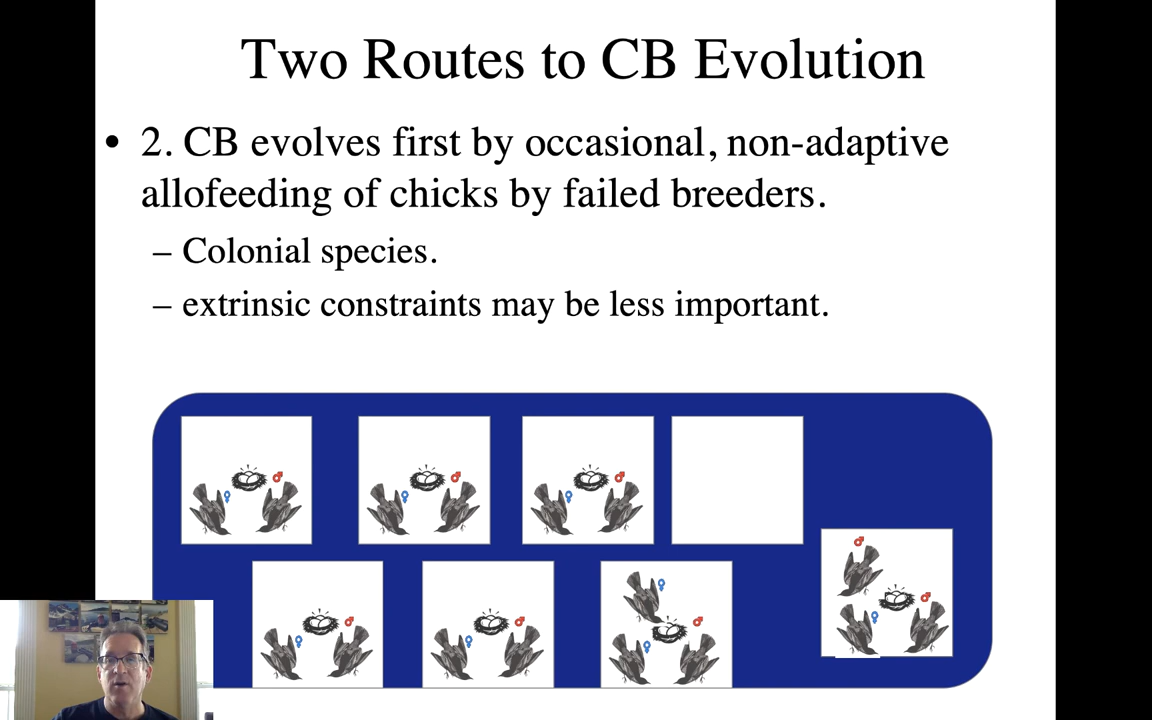 Two Routes to CB Evolution
• 2. CB evolves first by occasional, non-adaptive
allofeeding of chicks by failed breeders.
– Colonial species.
– extrinsic constraints may be less important.